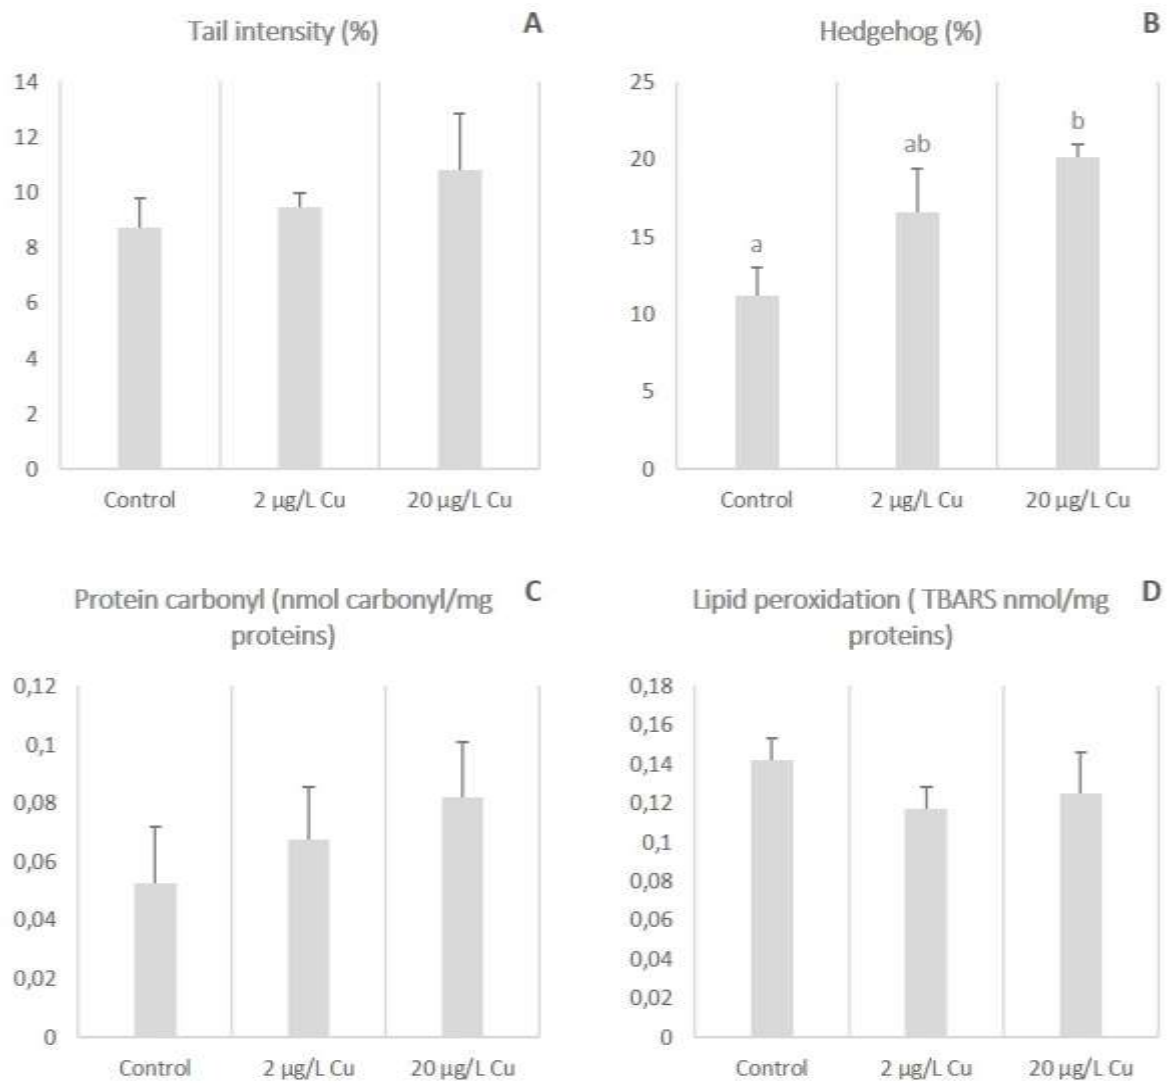 Tail intensity (%)
A
14
12
10
8
6
4
2
0
Control
2 µg/L Cu
20 µg/L Cu
Hedgehog (%)
B
25
20
15
10
5
0
a
ab
b
Control
2 µg/L Cu
20 µg/L Cu
Protein carbonyl (nmol carbonyl/mg
proteins)
C
0,12
0,1
0,08
0,06
0,04
0,02
0
Control
2 µg/L Cu
20 µg/L Cu
Lipid peroxidation ( TBARS nmol/mg
proteins)
D
0,18
0,16
0,14
0,12
0,1
0,08
0,06
0,04
0,02
0
Control
2 µg/L Cu
20 µg/L Cu